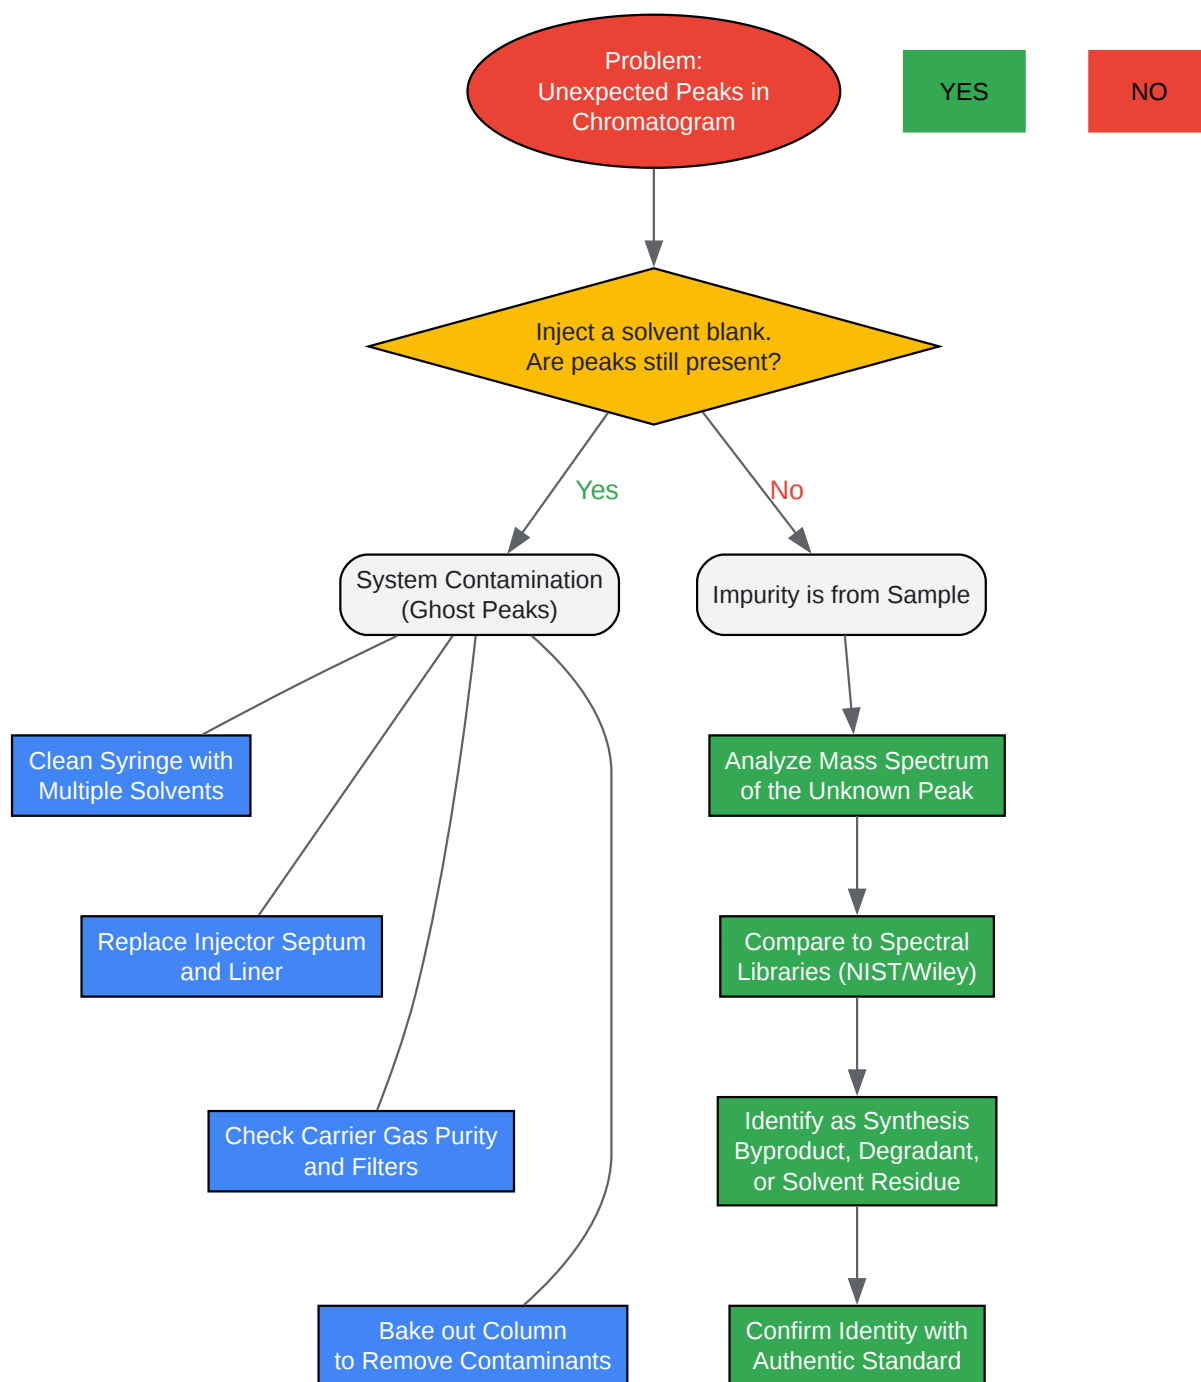 Problem:
Unexpected Peaks in
Chromatogram
YES
NO
Inject a solvent blank.
Are peaks still present?
Yes
No
System Contamination
(Ghost Peaks)
Impurity is from Sample
Clean Syringe with
Multiple Solvents
Analyze Mass Spectrum
of the Unknown Peak
Replace Injector Septum
and Liner
Compare to Spectral
Libraries (NIST/Wiley)
Check Carrier Gas Purity
and Filters
Identify as Synthesis
Byproduct, Degradant,
or Solvent Residue
Bake out Column
to Remove Contaminants
Confirm Identity with
Authentic Standard